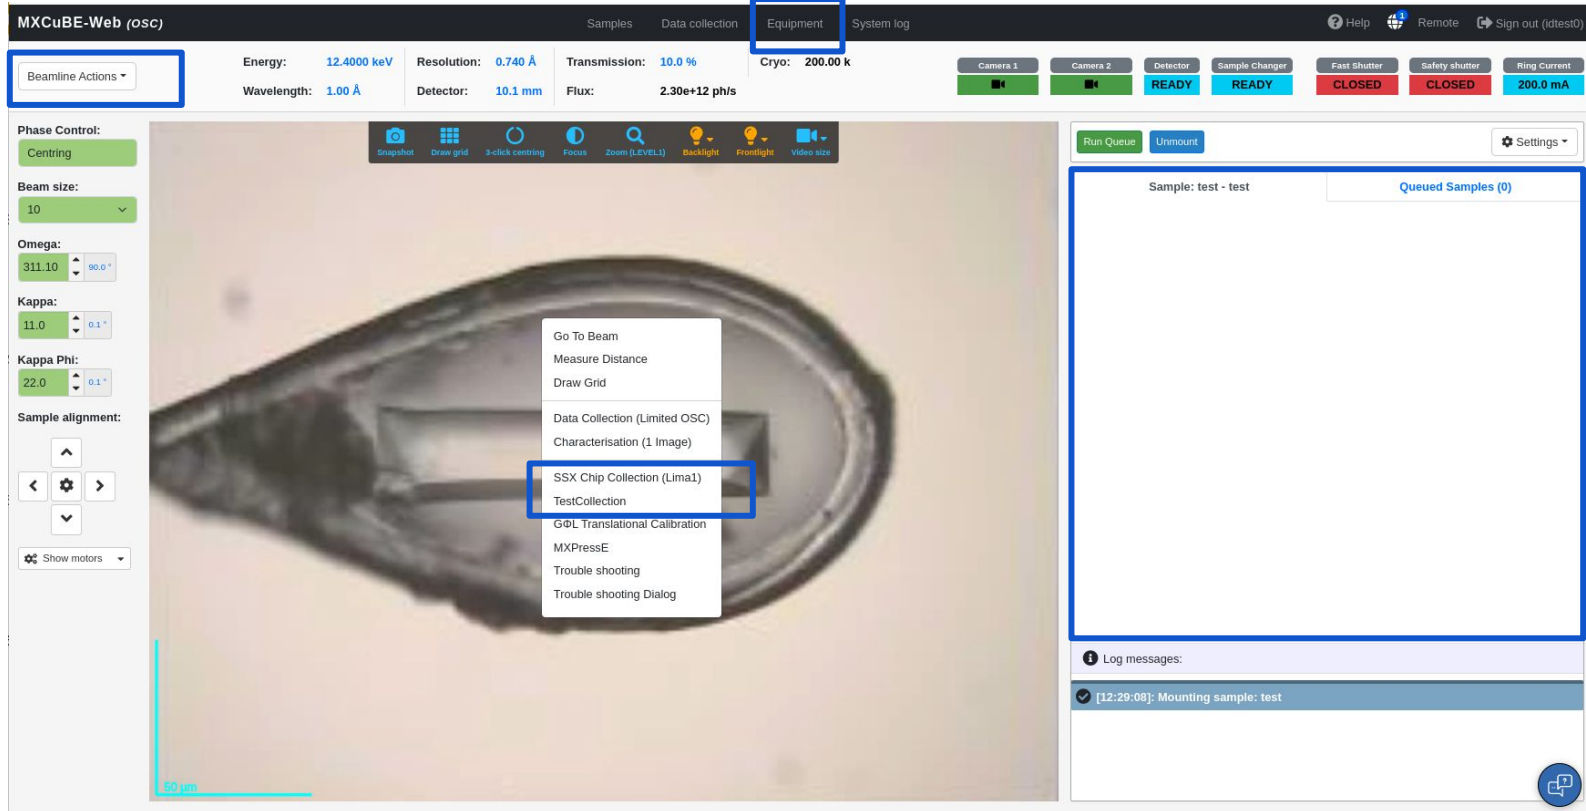 MXCuBE-Web (OSC)
Samples Data collection Equipment System log
Help 1 Remote Sign out (idtest0)
Beamline Actions
Energy: 12.4000 keV Resolution: 0.740 Å Transmission: 10.0 % Cryo: 200.00 k
Wavelength: 1.00 Å Detector: 10.1 mm Flux: 2.30e+12 ph/s
Camera 1 Camera 2 Detector Sample Changer Fast Shutter Safety shutter Ring Current
READY READY CLOSED CLOSED 200.0 mA
Phase Control:
Centring
Beam size:
10
Omega:
311.10 90.0 °
Kappa:
11.0 0.1 °
Kappa Phi:
22.0 0.1 °
Sample alignment:
Show motors
Snapshot Draw grid 3-click centring Focus Zoom (LEVEL1) Backlight Frontlight Video size
Go To Beam
Measure Distance
Draw Grid
Data Collection (Limited OSC)
Characterisation (1 Image)
SSX Chip Collection (Lima1)
TestCollection
GΦL Translational Calibration
MXPressE
Trouble shooting
Trouble shooting Dialog
50 µm
Run Queue Unmount Settings
Sample: test - test Queued Samples (0)
Log messages:
[12:29:08]: Mounting sample: test